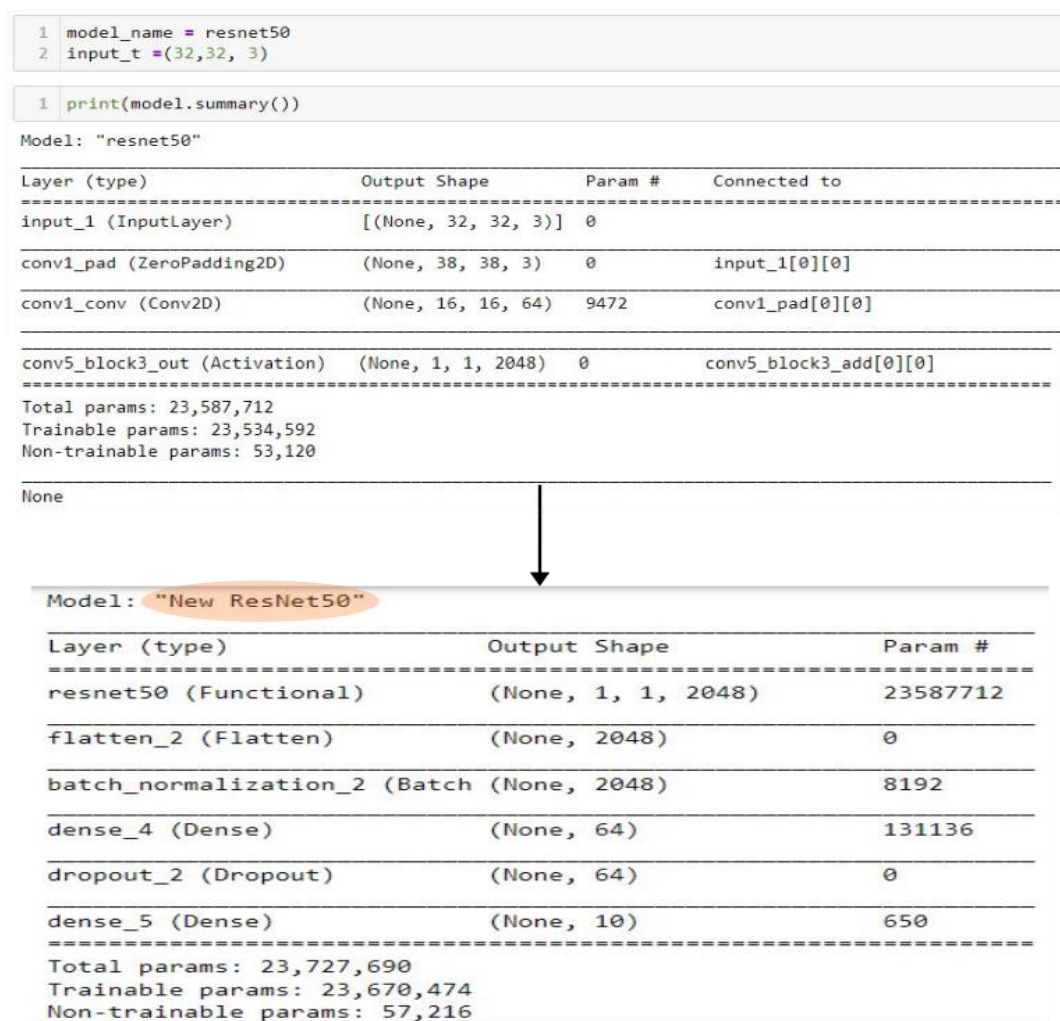 1 model_name = resnet50
2 input_t =(32,32, 3)
1 print(model.summary())
Model: "resnet50"
Layer (type) Output Shape Param # Connected to
input_1 (InputLayer) [(None, 32, 32, 3)] 0
conv1_pad (ZeroPadding2D) (None, 38, 38, 3) 0 input_1[0][0]
conv1_conv (Conv2D) (None, 16, 16, 64) 9472 conv1_pad[0][0]
conv5_block3_out (Activation) (None, 1, 1, 2048) 0 conv5_block3_add[0][0]
Total params: 23,587,712
Trainable params: 23,534,592
Non-trainable params: 53,120
None
Model: "New ResNet50"
Layer (type) Output Shape Param #
resnet50 (Functional) (None, 1, 1, 2048) 23587712
flatten_2 (Flatten) (None, 2048) 0
batch_normalization_2 (Batch (None, 2048) 8192
dense_4 (Dense) (None, 64) 131136
dropout_2 (Dropout) (None, 64) 0
dense_5 (Dense) (None, 10) 650
Total params: 23,727,690
Trainable params: 23,670,474
Non-trainable params: 57,216